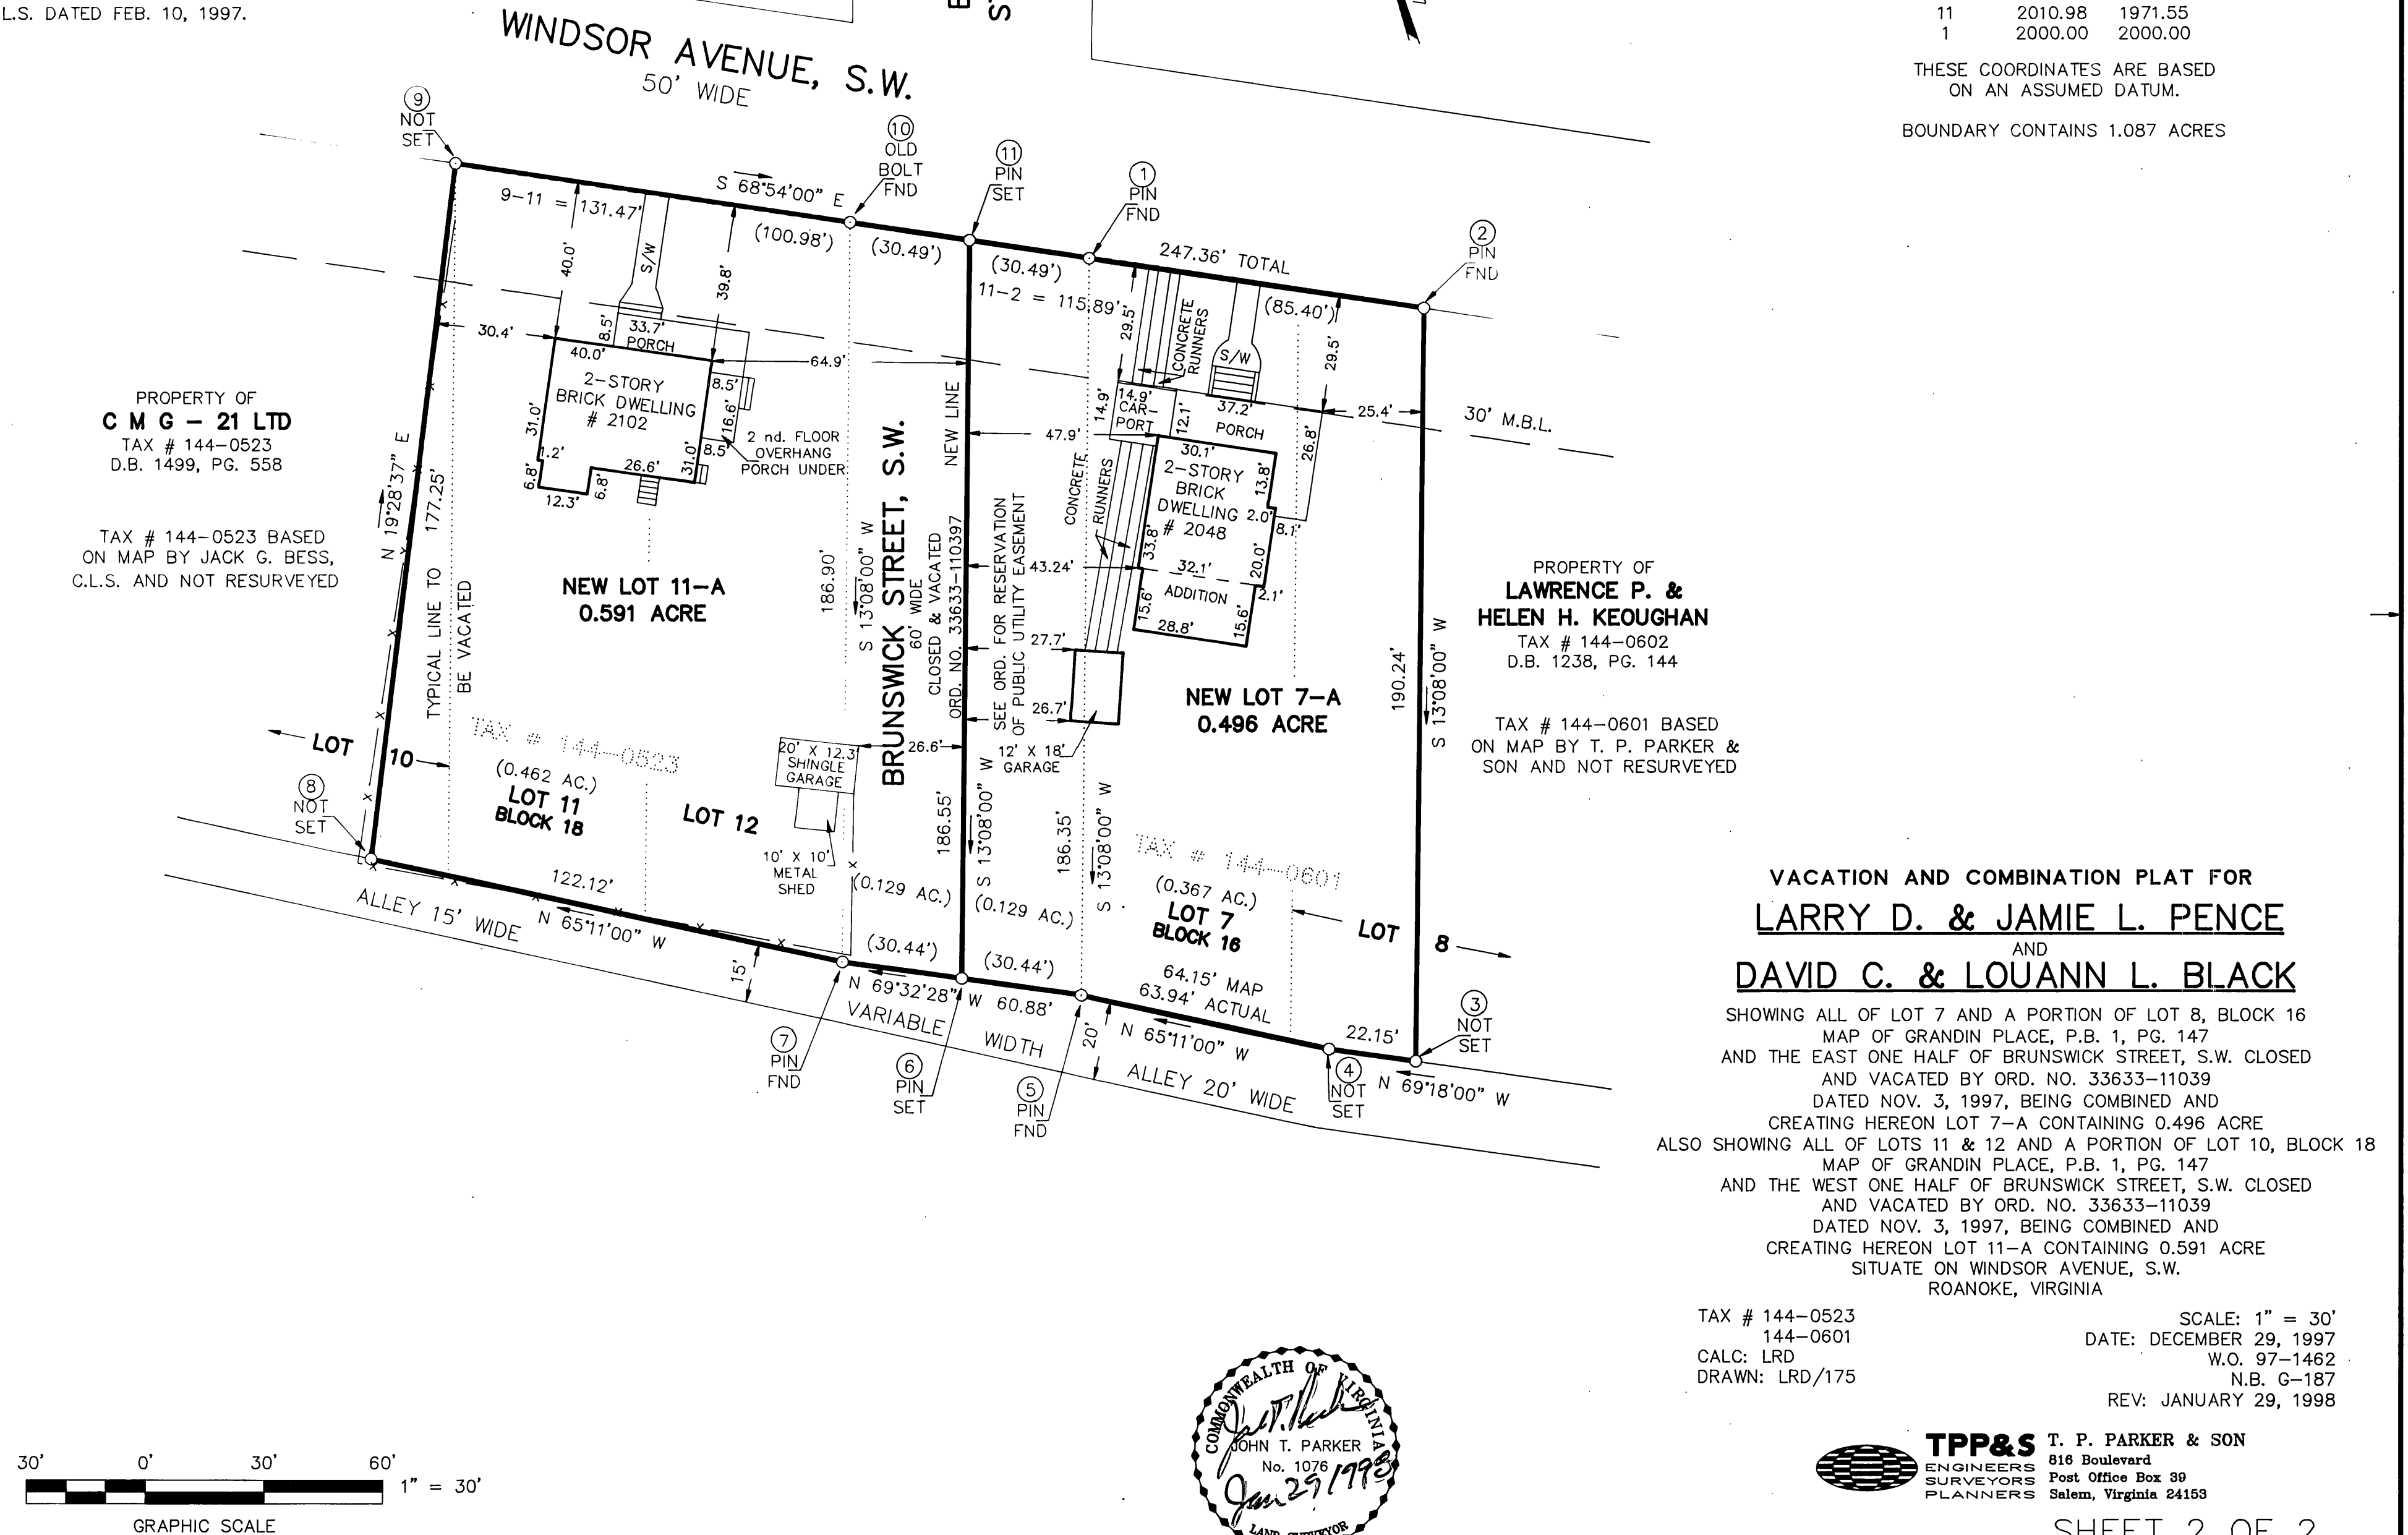 L.S. DATED FEB. 10, 1997.
WINDSOR AVENUE, S.W.
50' WIDE
11 2010.98 1971.55
1 2000.00 2000.00
THESE COORDINATES ARE BASED
ON AN ASSUMED DATUM.
BOUNDARY CONTAINS 1.087 ACRES
9
NOT
SET
10
OLD
BOLT
FND
11
PIN
SET
1
PIN
FND
2
PIN
FND
S 68°54'00" E
9-11 = 131.47'
(100.98')
(30.49')
(30.49')
247.36' TOTAL
11-2 = 115.89'
(85.40')
40.0'
S/W
39.8'
29.5'
CONCRETE
RUNNERS
S/W
29.5'
30.4'
8.5'
33.7'
PORCH
40.0'
64.9'
2-STORY
BRICK DWELLING
# 2102
8.5'
16.6'
31.0'
1.2'
6.8'
12.3'
6.8'
26.6'
31.0'
8.5'
2 nd. FLOOR
OVERHANG
PORCH UNDER
14.9'
14.9'
CAR-
PORT
12.1'
37.2'
PORCH
25.4'
30' M.B.L.
47.9'
30.1'
26.8'
2-STORY
BRICK
DWELLING
# 2048
13.8'
2.0'
8.1'
33.8'
20.0'
32.1'
ADDITION
2.1'
15.6'
28.8'
15.6'
CONCRETE
RUNNERS
43.24'
27.7'
26.7'
12' X 18'
GARAGE
PROPERTY OF
C M G - 21 LTD
TAX # 144-0523
D.B. 1499, PG. 558
TAX # 144-0523 BASED
ON MAP BY JACK G. BESS,
C.L.S. AND NOT RESURVEYED
N 19°28'37" E
177.25'
TYPICAL LINE TO
BE VACATED
NEW LOT 11-A
0.591 ACRE
186.90'
S 13°08'00" W
BRUNSWICK STREET, S.W.
60' WIDE
CLOSED & VACATED
ORD. NO. 33633-110397
NEW LINE
SEE ORD. FOR RESERVATION
OF PUBLIC UTILITY EASEMENT
NEW LOT 7-A
0.496 ACRE
190.24'
S 13°08'00" W
PROPERTY OF
LAWRENCE P. &
HELEN H. KEOUGHAN
TAX # 144-0602
D.B. 1238, PG. 144
TAX # 144-0601 BASED
ON MAP BY T. P. PARKER &
SON AND NOT RESURVEYED
LOT 10
TAX # 144-0523
(0.462 AC.)
LOT 11
BLOCK 18
LOT 12
20' X 12.3'
SHINGLE
GARAGE
26.6'
10' X 10'
METAL
SHED
186.55'
S 13°08'00" W
186.35'
S 13°08'00" W
(0.129 AC.)
(0.129 AC.)
TAX # 144-0601
(0.367 AC.)
LOT 7
BLOCK 16
LOT 8
8
NOT
SET
122.12'
N 65°11'00" W
ALLEY 15' WIDE
15'
(30.44')
(30.44')
N 69°32'28" W 60.88'
VARIABLE WIDTH
64.15' MAP
63.94' ACTUAL
N 65°11'00" W
20'
ALLEY 20' WIDE
22.15'
N 69°18'00" W
7
PIN
FND
6
PIN
SET
5
PIN
FND
4
NOT
SET
3
NOT
SET
VACATION AND COMBINATION PLAT FOR
LARRY D. & JAMIE L. PENCE
AND
DAVID C. & LOUANN L. BLACK
SHOWING ALL OF LOT 7 AND A PORTION OF LOT 8, BLOCK 16
MAP OF GRANDIN PLACE, P.B. 1, PG. 147
AND THE EAST ONE HALF OF BRUNSWICK STREET, S.W. CLOSED
AND VACATED BY ORD. NO. 33633-11039
DATED NOV. 3, 1997, BEING COMBINED AND
CREATING HEREON LOT 7-A CONTAINING 0.496 ACRE
ALSO SHOWING ALL OF LOTS 11 & 12 AND A PORTION OF LOT 10, BLOCK 18
MAP OF GRANDIN PLACE, P.B. 1, PG. 147
AND THE WEST ONE HALF OF BRUNSWICK STREET, S.W. CLOSED
AND VACATED BY ORD. NO. 33633-11039
DATED NOV. 3, 1997, BEING COMBINED AND
CREATING HEREON LOT 11-A CONTAINING 0.591 ACRE
SITUATE ON WINDSOR AVENUE, S.W.
ROANOKE, VIRGINIA
TAX # 144-0523
144-0601
CALC: LRD
DRAWN: LRD/175
SCALE: 1" = 30'
DATE: DECEMBER 29, 1997
W.O. 97-1462
N.B. G-187
REV: JANUARY 29, 1998
COMMONWEALTH OF VIRGINIA
JOHN T. PARKER
No. 1076
Jan 29, 1998
LAND SURVEYOR
30' 0' 30' 60'
1" = 30'
GRAPHIC SCALE
TPP&S
ENGINEERS
SURVEYORS
PLANNERS
T. P. PARKER & SON
816 Boulevard
Post Office Box 39
Salem, Virginia 24153
SHEET 2 OF 2